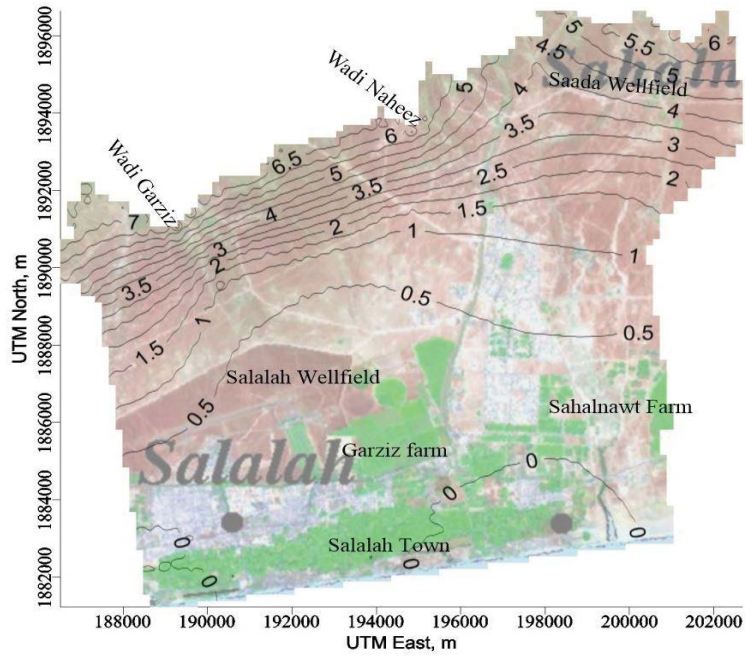 1896000
1894000
1892000
1890000
1888000
1886000
1884000
1882000
UTM North, m
5 5.5 6
4.5
Sahaln
5
Wadi Naheez
5 4
Saada Wellfield
4
6 3.5
3
Wadi Garziz
6.5
5
3.5 2.5 2
4 1.5
7
2
3 1
2 1
3.5
0.5
1
0.5
1.5
Salalah Wellfield
0.5
Sahalnawt Farm
Garziz farm
Salalah
0
0
0
0
Salalah Town
0
0
188000 190000 192000 194000 196000 198000 200000 202000
UTM East, m